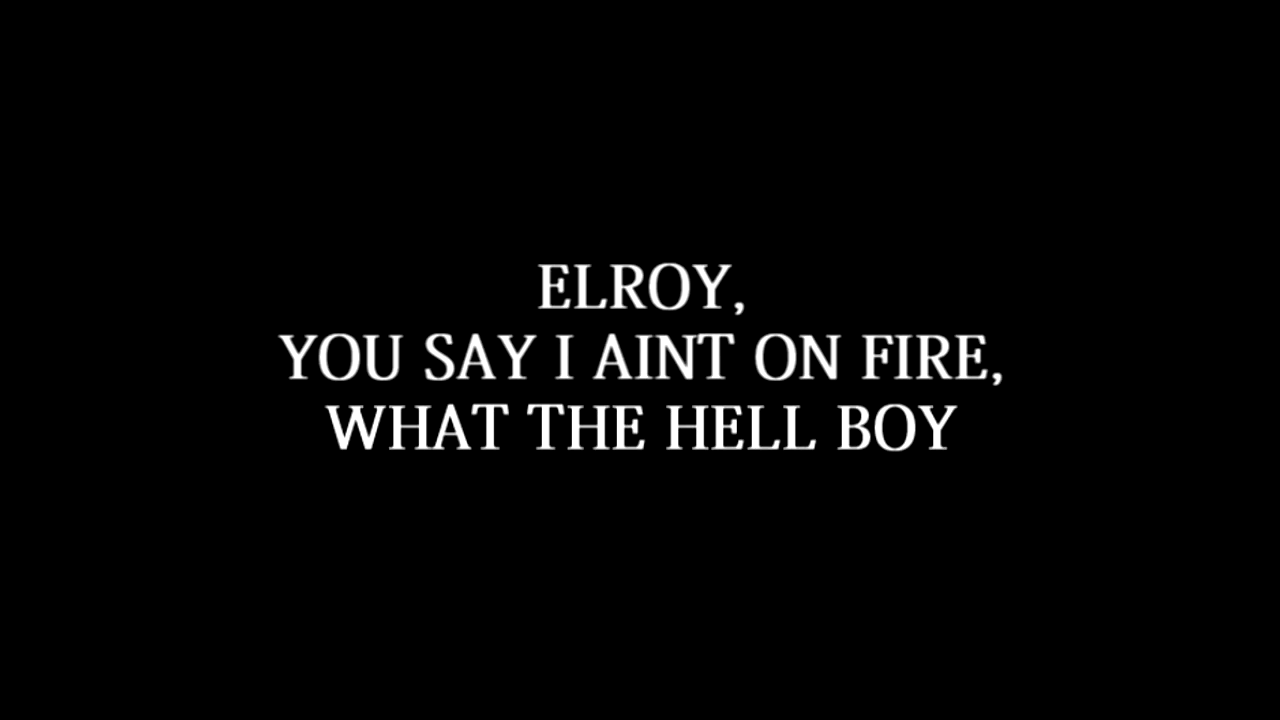 ELROY,
YOU SAY I AINT ON FIRE,
WHAT THE HELL BOY